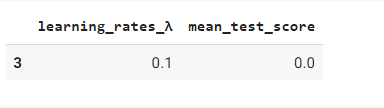 learning_rates_λ mean_test_score
3 0.1 0.0